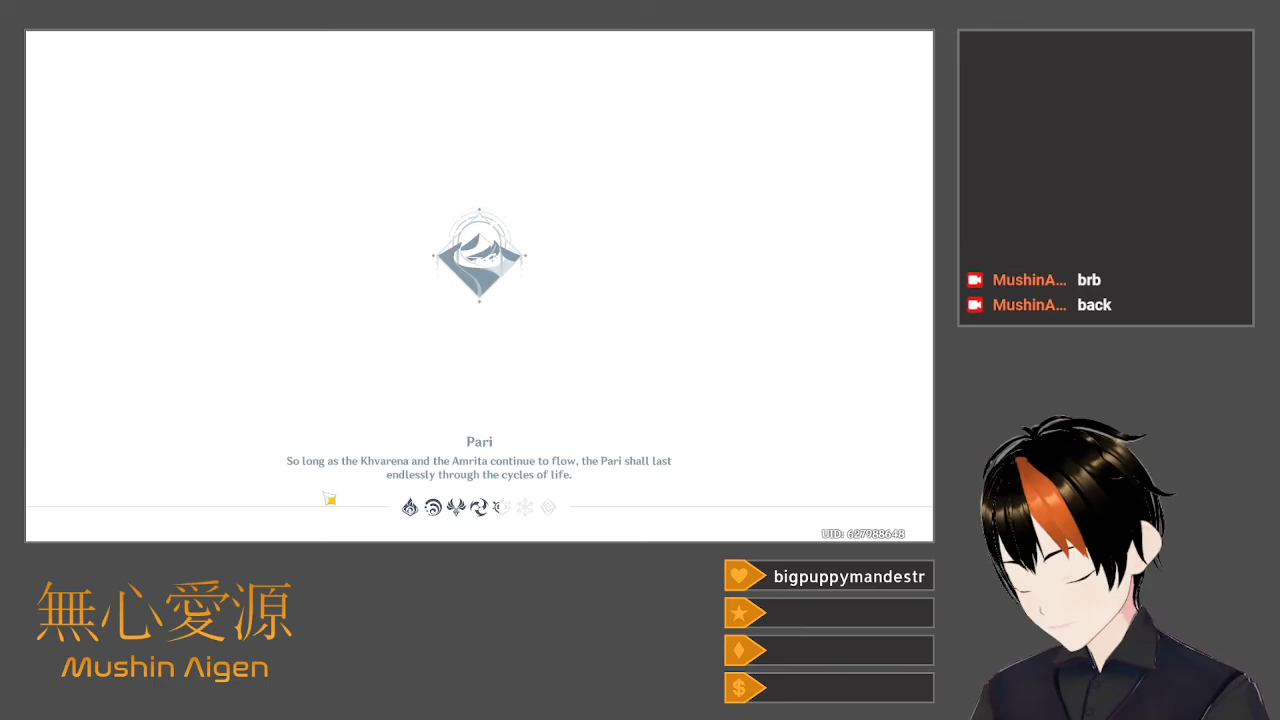 Pari
So long as the Khvarena and the Amrita continue to flow, the Pari shall last
endlessly through the cycles of life.
UID: 627988648
MushinA... brb
MushinA... back
bigpuppymandestr
無心愛源
Mushin Aigen